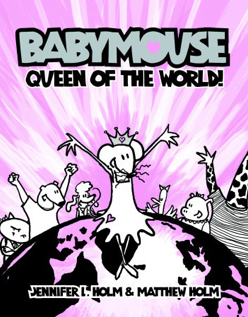 BABYMOUSE
QUEEN OF THE WORLD!
JENNIFER L. HOLM & MATTHEW HOLM